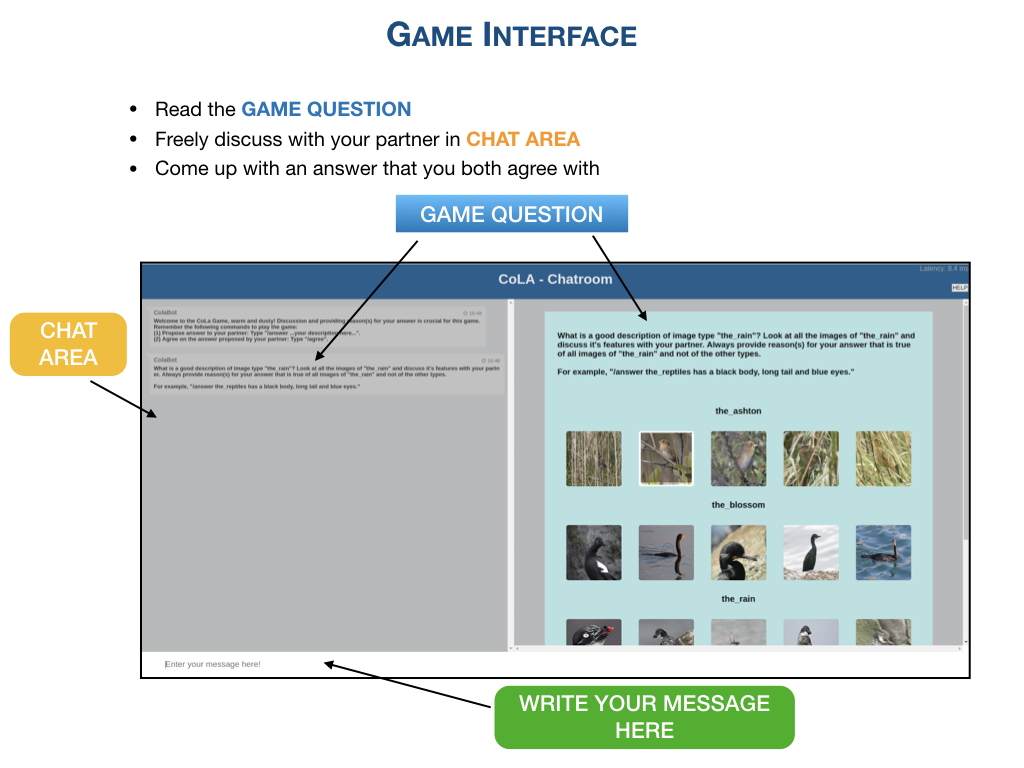 GAME INTERFACE
• Read the GAME QUESTION
• Freely discuss with your partner in CHAT AREA
• Come up with an answer that you both agree with
GAME QUESTION
Latency: 8.4 ms
CoLA - Chatroom
HELP
CHAT
AREA
ColaBot
15:48
Welcome to the CoLa Game, warm and dusty! Discussion and providing reason(s) for your answer is crucial for this game.
Remember the following commands to play the game:
(1) Propose answer to your partner: Type "/answer ...your description here...".
(2) Agree on the answer proposed by your partner: Type "/agree".
ColaBot
15:48
What is a good description of image type "the_rain"? Look at all the images of "the_rain" and discuss it's features with your partn
er. Always provide reason(s) for your answer that is true of all images of "the_rain" and not of the other types.
For example, "/answer the_reptiles has a black body, long tail and blue eyes."
What is a good description of image type "the_rain"? Look at all the images of "the_rain" and
discuss it's features with your partner. Always provide reason(s) for your answer that is true
of all images of "the_rain" and not of the other types.
For example, "/answer the_reptiles has a black body, long tail and blue eyes."
the_ashton
the_blossom
the_rain
Enter your message here!
WRITE YOUR MESSAGE
HERE